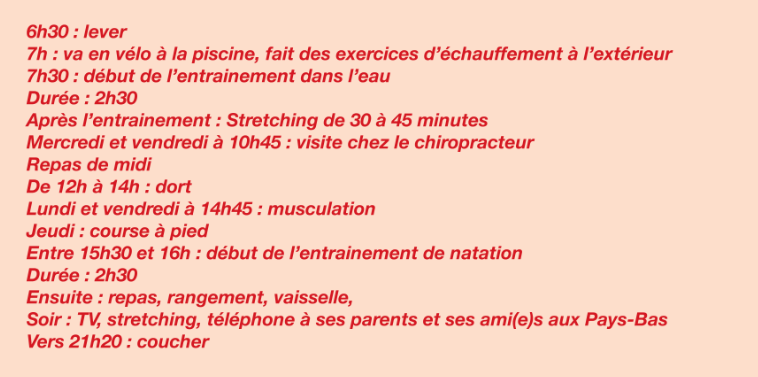 6h30 : lever
7h : va en vélo à la piscine, fait des exercices d’échauffement à l’extérieur
7h30 : début de l’entrainement dans l’eau
Durée : 2h30
Après l’entrainement : Stretching de 30 à 45 minutes
Mercredi et vendredi à 10h45 : visite chez le chiropracteur
Repas de midi
De 12h à 14h : dort
Lundi et vendredi à 14h45 : musculation
Jeudi : course à pied
Entre 15h30 et 16h : début de l’entrainement de natation
Durée : 2h30
Ensuite : repas, rangement, vaisselle,
Soir : TV, stretching, téléphone à ses parents et ses ami(e)s aux Pays-Bas
Vers 21h20 : coucher